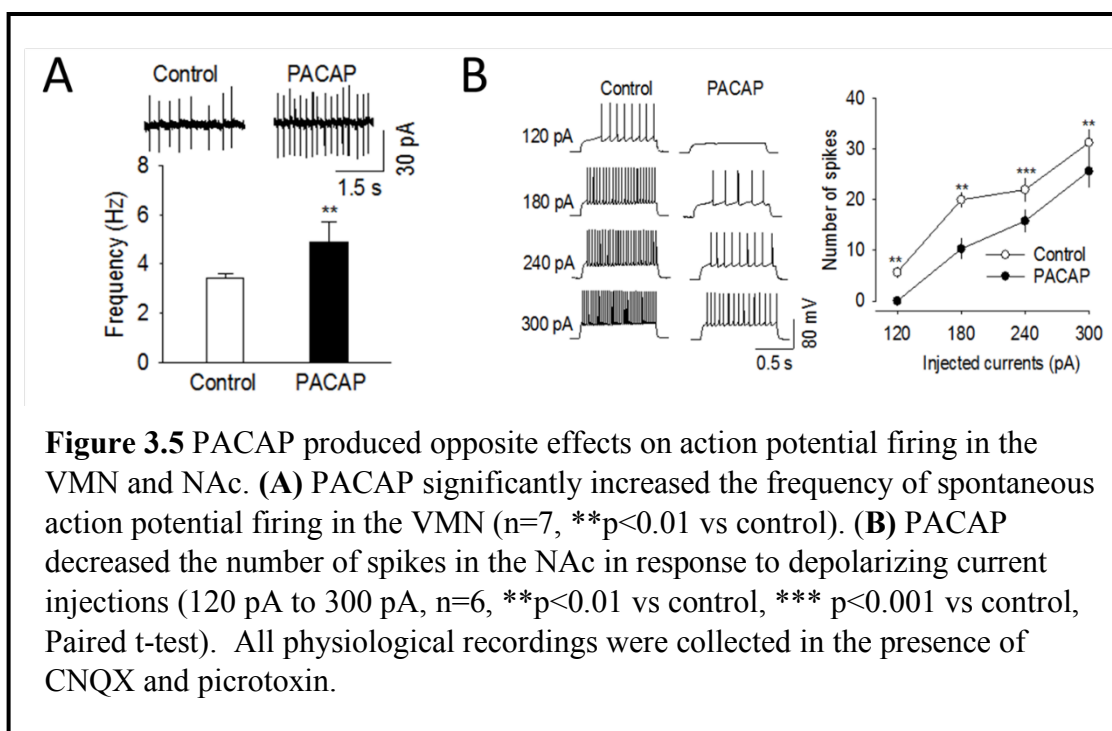 A
Control PACAP
30 pA
1.5 s
8
6
4
2
0
Frequency (Hz)
**
Control PACAP
B
Control PACAP
120 pA
180 pA
240 pA
300 pA
80 mV
0.5 s
40
30
20
10
0
Number of spikes
**
**
***
**
Control
PACAP
120 180 240 300
Injected currents (pA)
Figure 3.5 PACAP produced opposite effects on action potential firing in the
VMN and NAc. (A) PACAP significantly increased the frequency of spontaneous
action potential firing in the VMN (n=7, **p<0.01 vs control). (B) PACAP
decreased the number of spikes in the NAc in response to depolarizing current
injections (120 pA to 300 pA, n=6, **p<0.01 vs control, *** p<0.001 vs control,
Paired t-test). All physiological recordings were collected in the presence of
CNQX and picrotoxin.